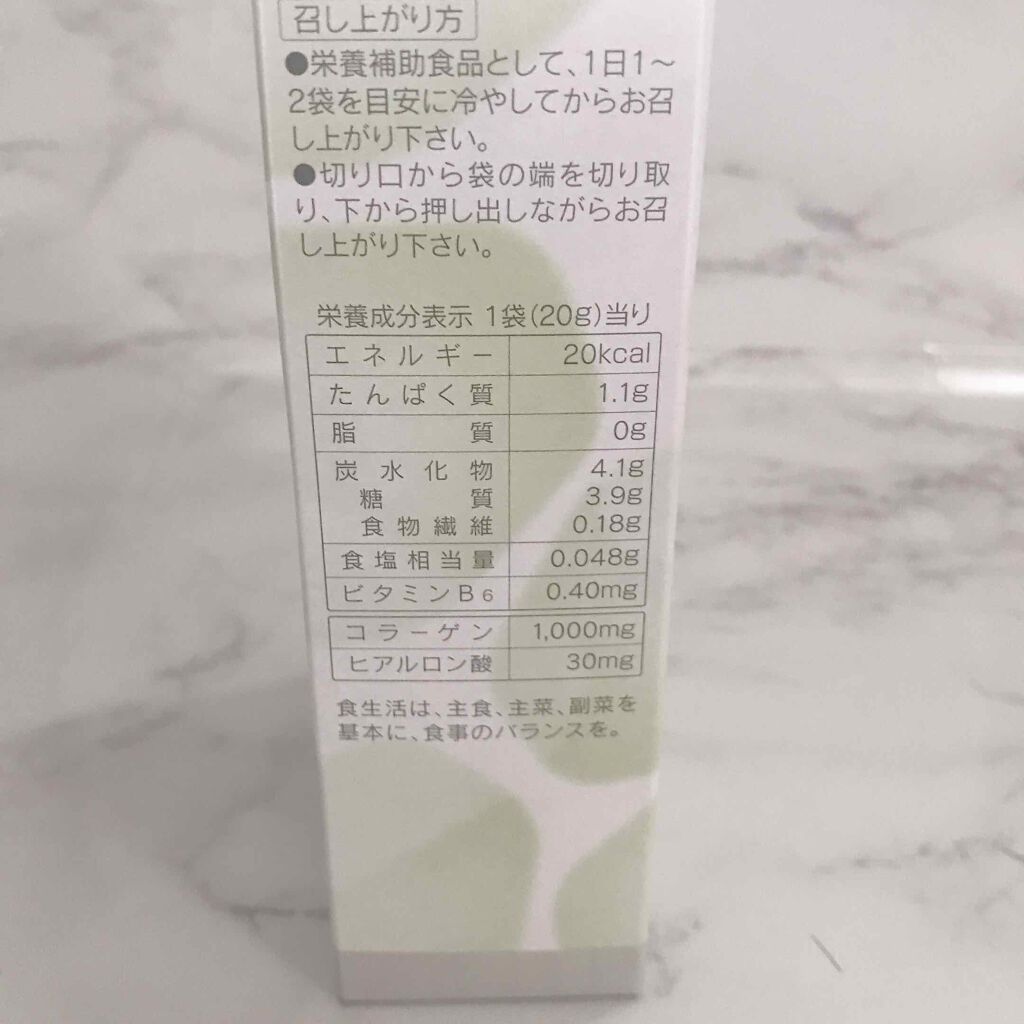 召し上がり方
●栄養補助食品として、1日1〜
2袋を目安に冷やしてからお召
し上がり下さい。
●切り口から袋の端を切り取
り、下から押し出しながらお召
し上がり下さい。
栄養成分表示 1袋(20g)当り
エネルギー 20kcal
たんぱく質 1.1g
脂質 0g
炭水化物 4.1g
糖質 3.9g
食物繊維 0.18g
食塩相当量 0.048g
ビタミンB6 0.40mg
コラーゲン 1,000mg
ヒアルロン酸 30mg
食生活は、主食、主菜、副菜を
基本に、食事のバランスを。